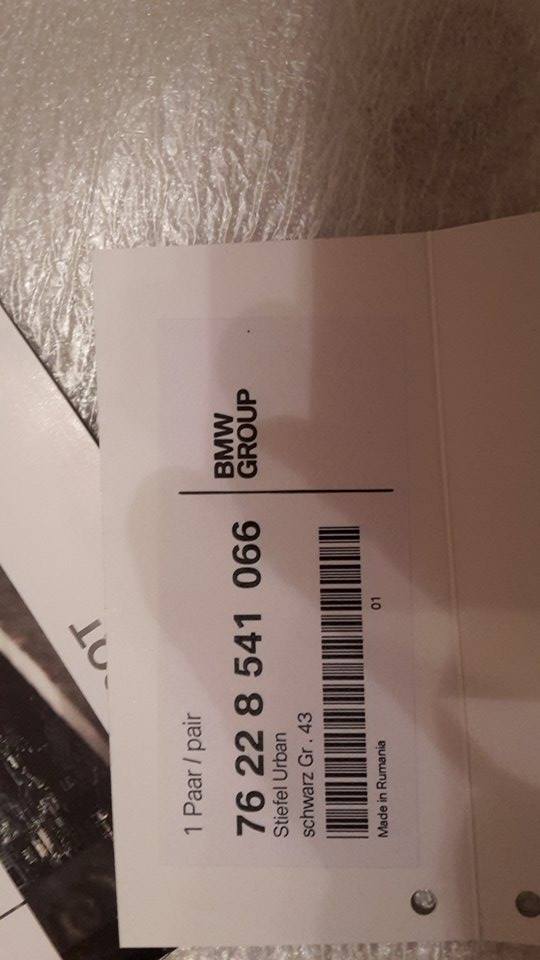 1 Paar / pair
76 22 8 541 066
Stiefel Urban
schwarz Gr . 43
01
Made in Rumania
BMW
GROUP